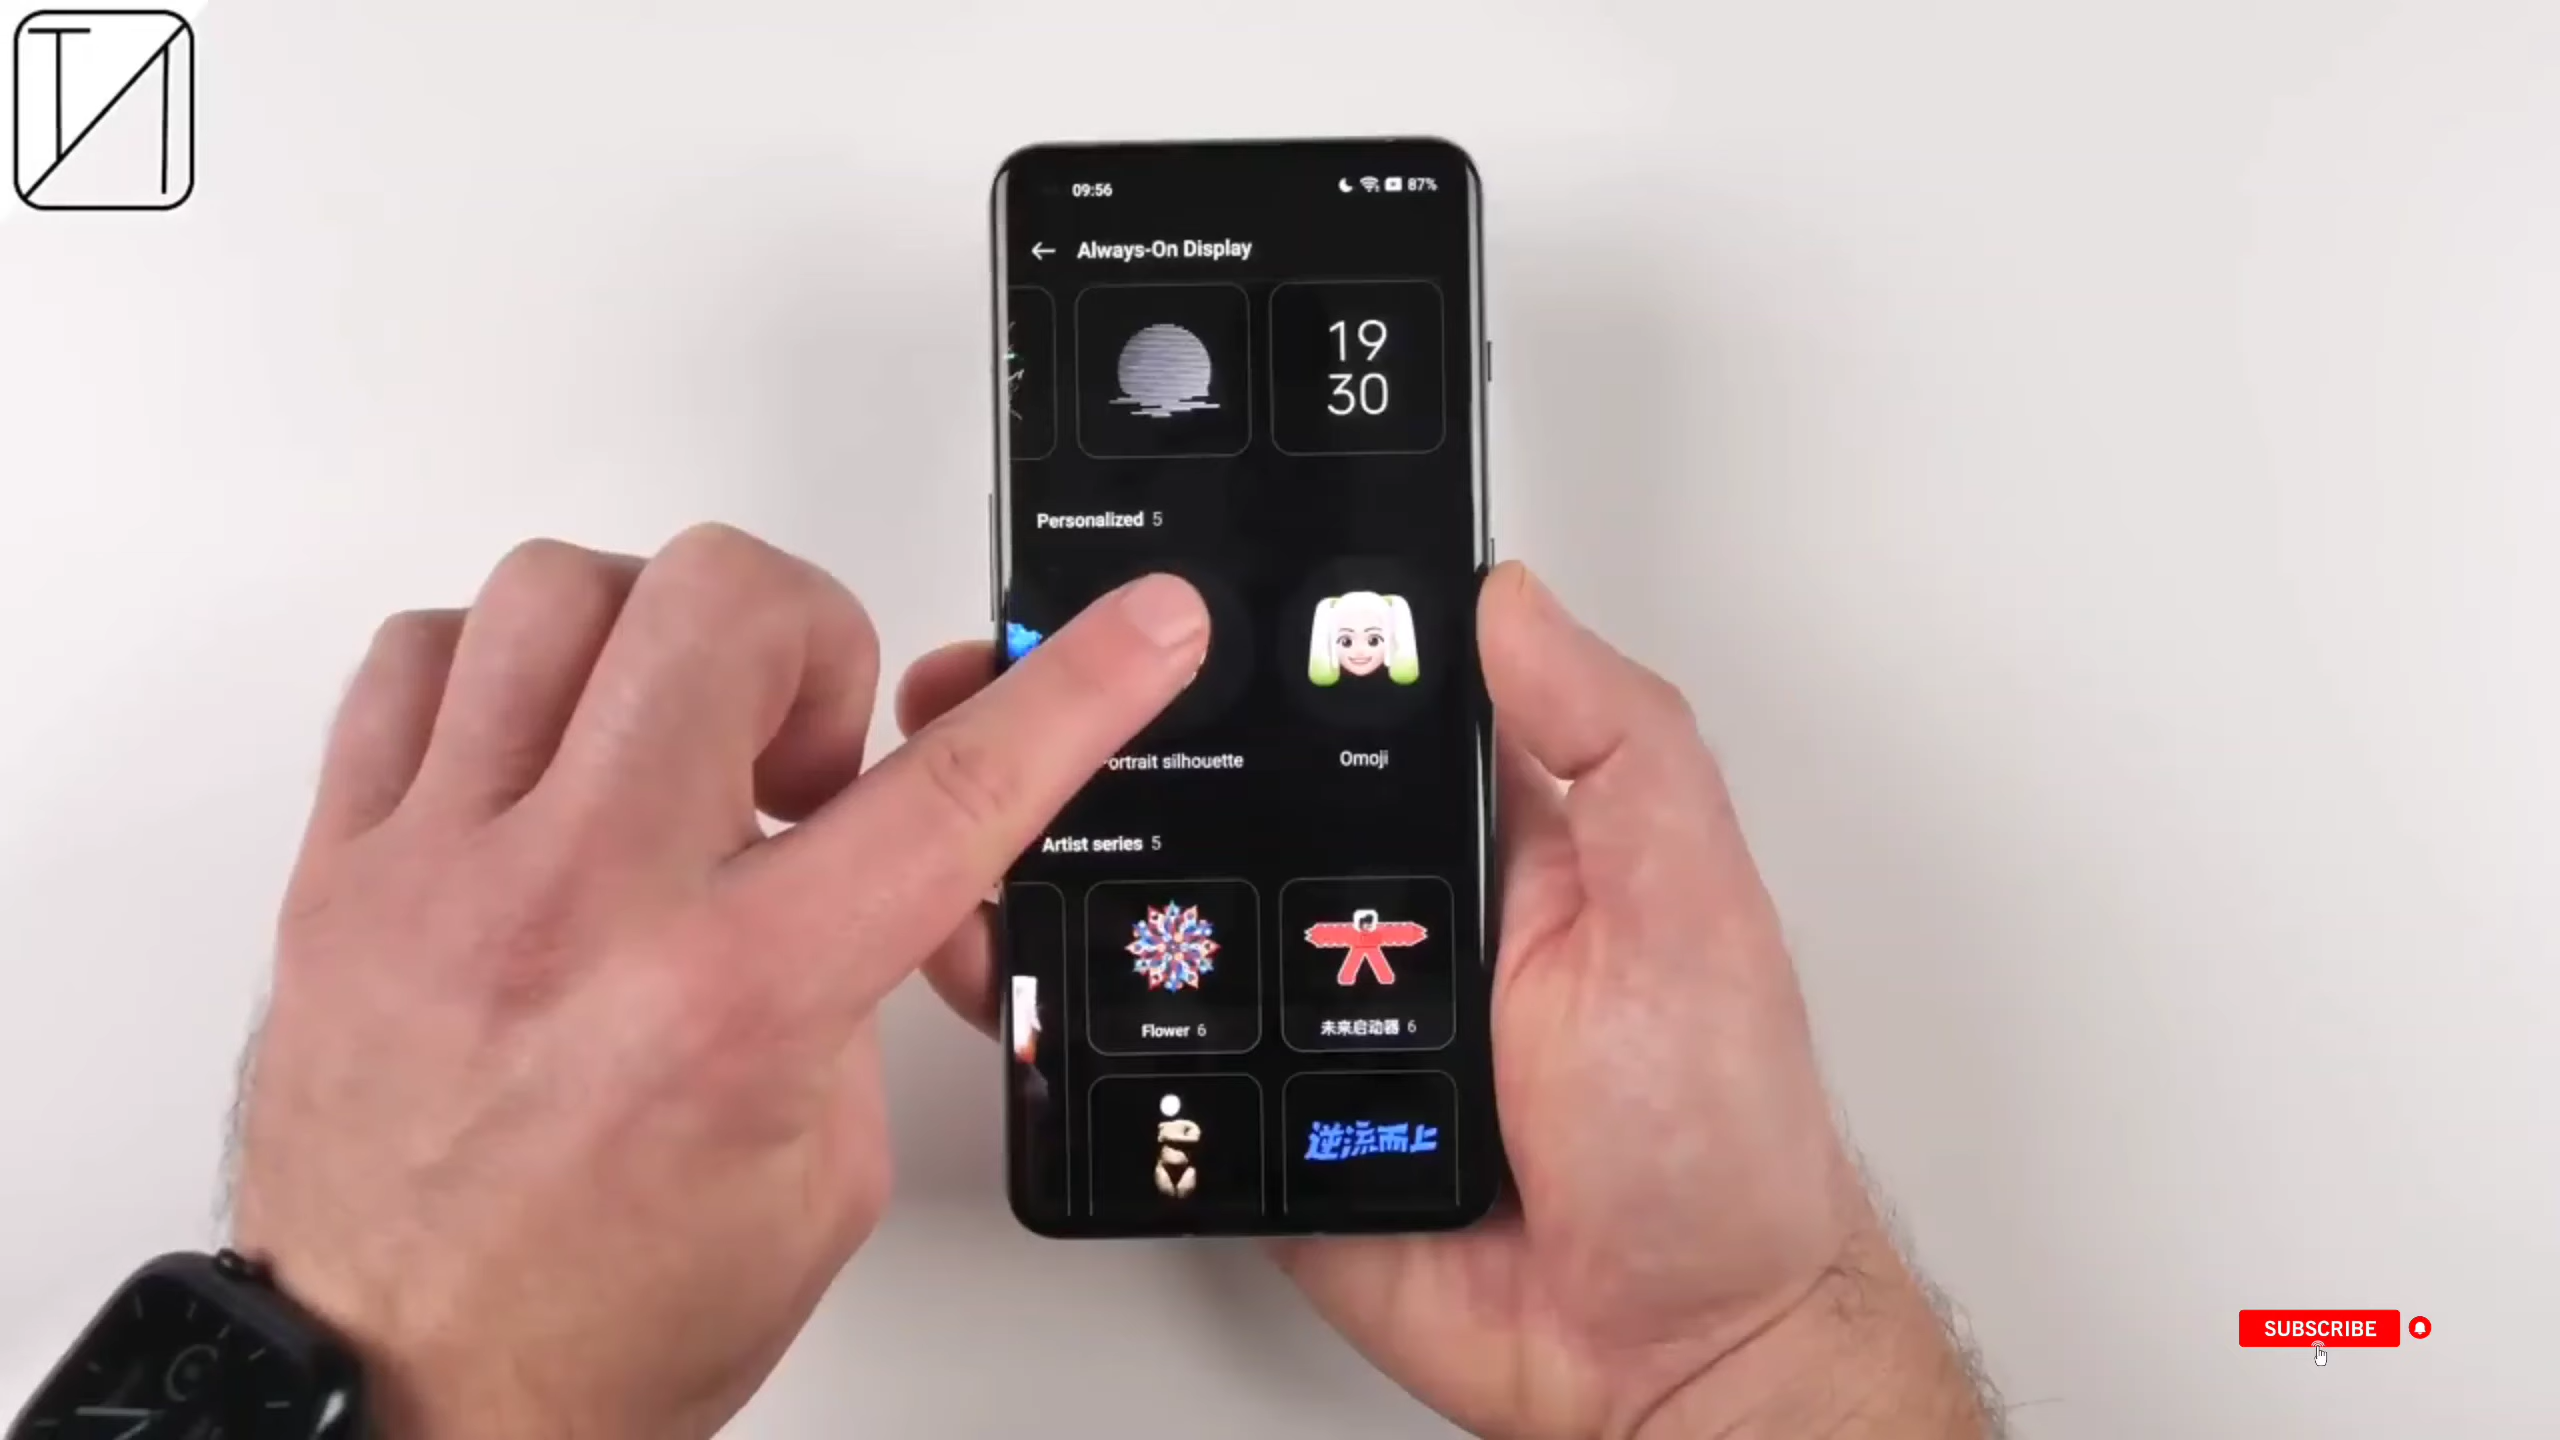 09:56
87%
Always-On Display
19
30
Personalized 5
ortrait silhouette
Omoji
Artist series 5
Flower 6
未来启动器 6
逆流而上
SUBSCRIBE